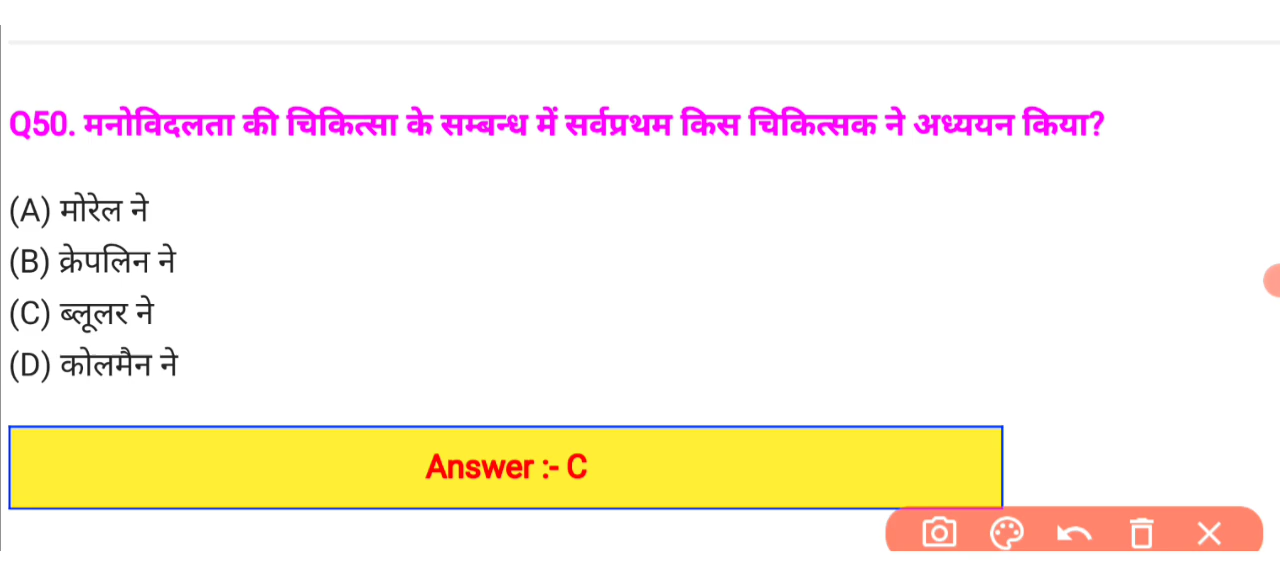 Q50. मनोविदलता की चिकित्सा के सम्बन्ध में सर्वप्रथम किस चिकित्सक ने अध्ययन किया?
(A) मोरेल ने
(B) क्रेपलिन ने
(C) ब्लूलर ने
(D) कोलमैन ने
Answer :- C